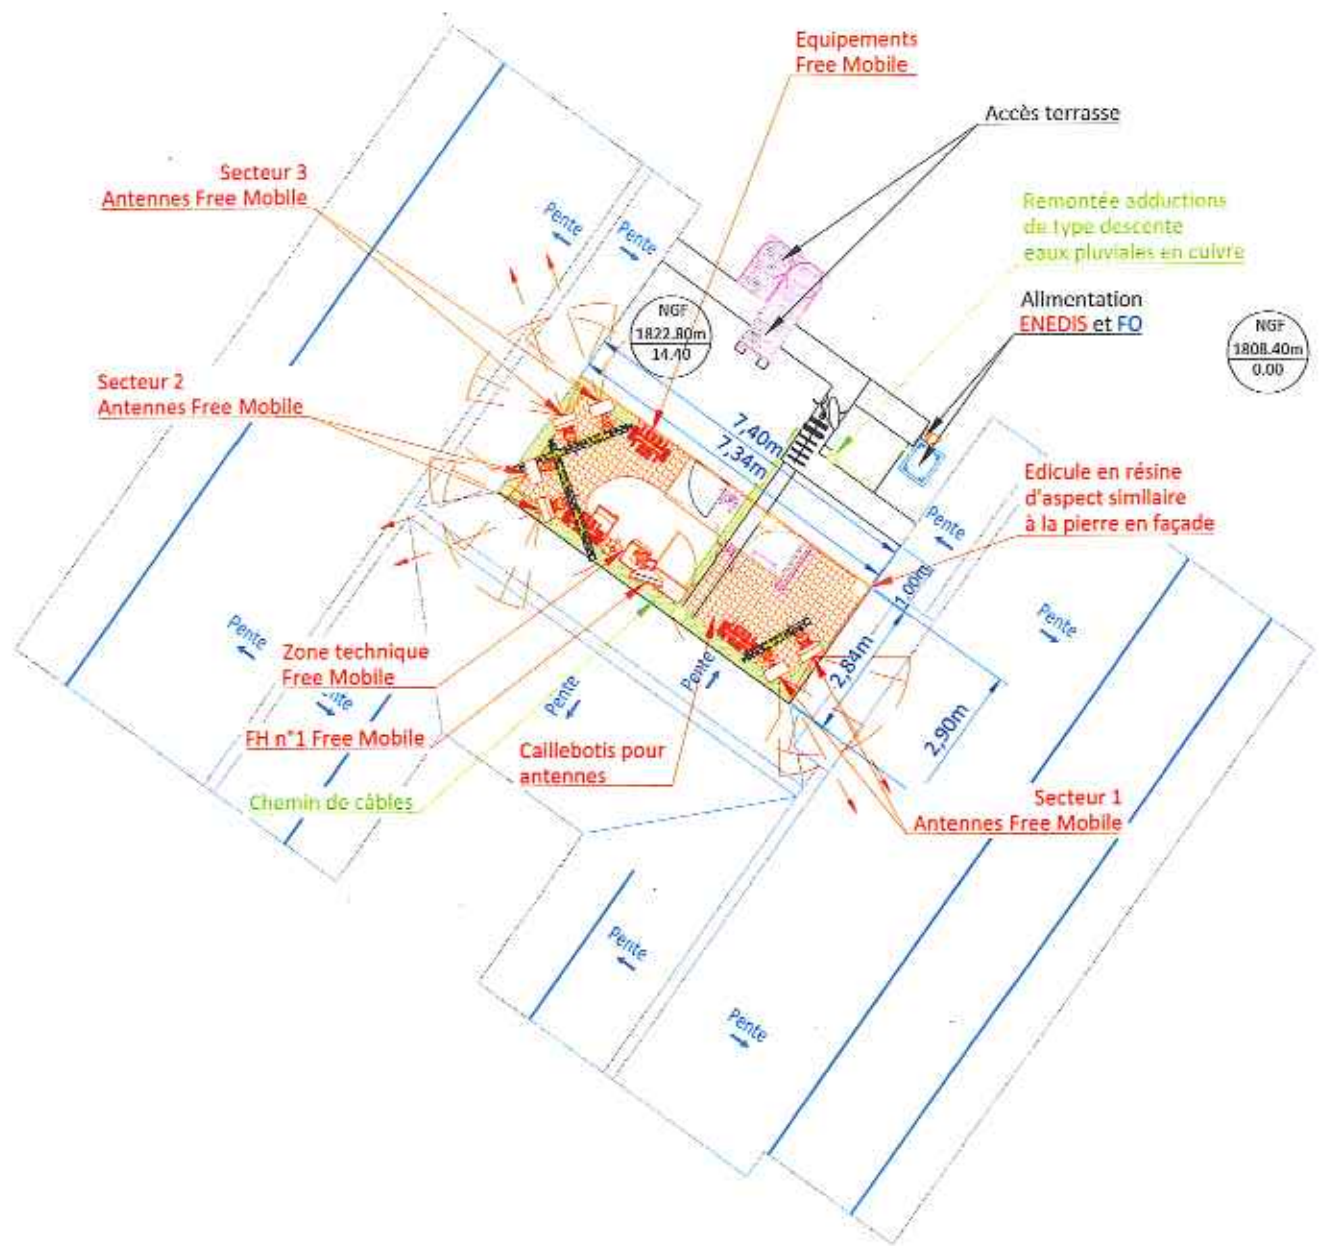 Equipements
Free Mobile
Accès terrasse
Secteur 3
Antennes Free Mobile
Remontée adductions
de type descente
eaux pluviales en cuivre
Pente
Pente
Alimentation
ENEDIS et FO
NGF
1822.80m
14.40
NGF
1808.40m
0.00
Secteur 2
Antennes Free Mobile
7,40m
7,34m
Edicule en résine
d'aspect similaire
à la pierre en façade
Pente
1,00m
Pente
Pente
Zone technique
Free Mobile
2,84m
Pente
Pente
FH n°1 Free Mobile
2,90m
Caillebotis pour
antennes
Chemin de câbles
Secteur 1
Antennes Free Mobile
Pente
Pente